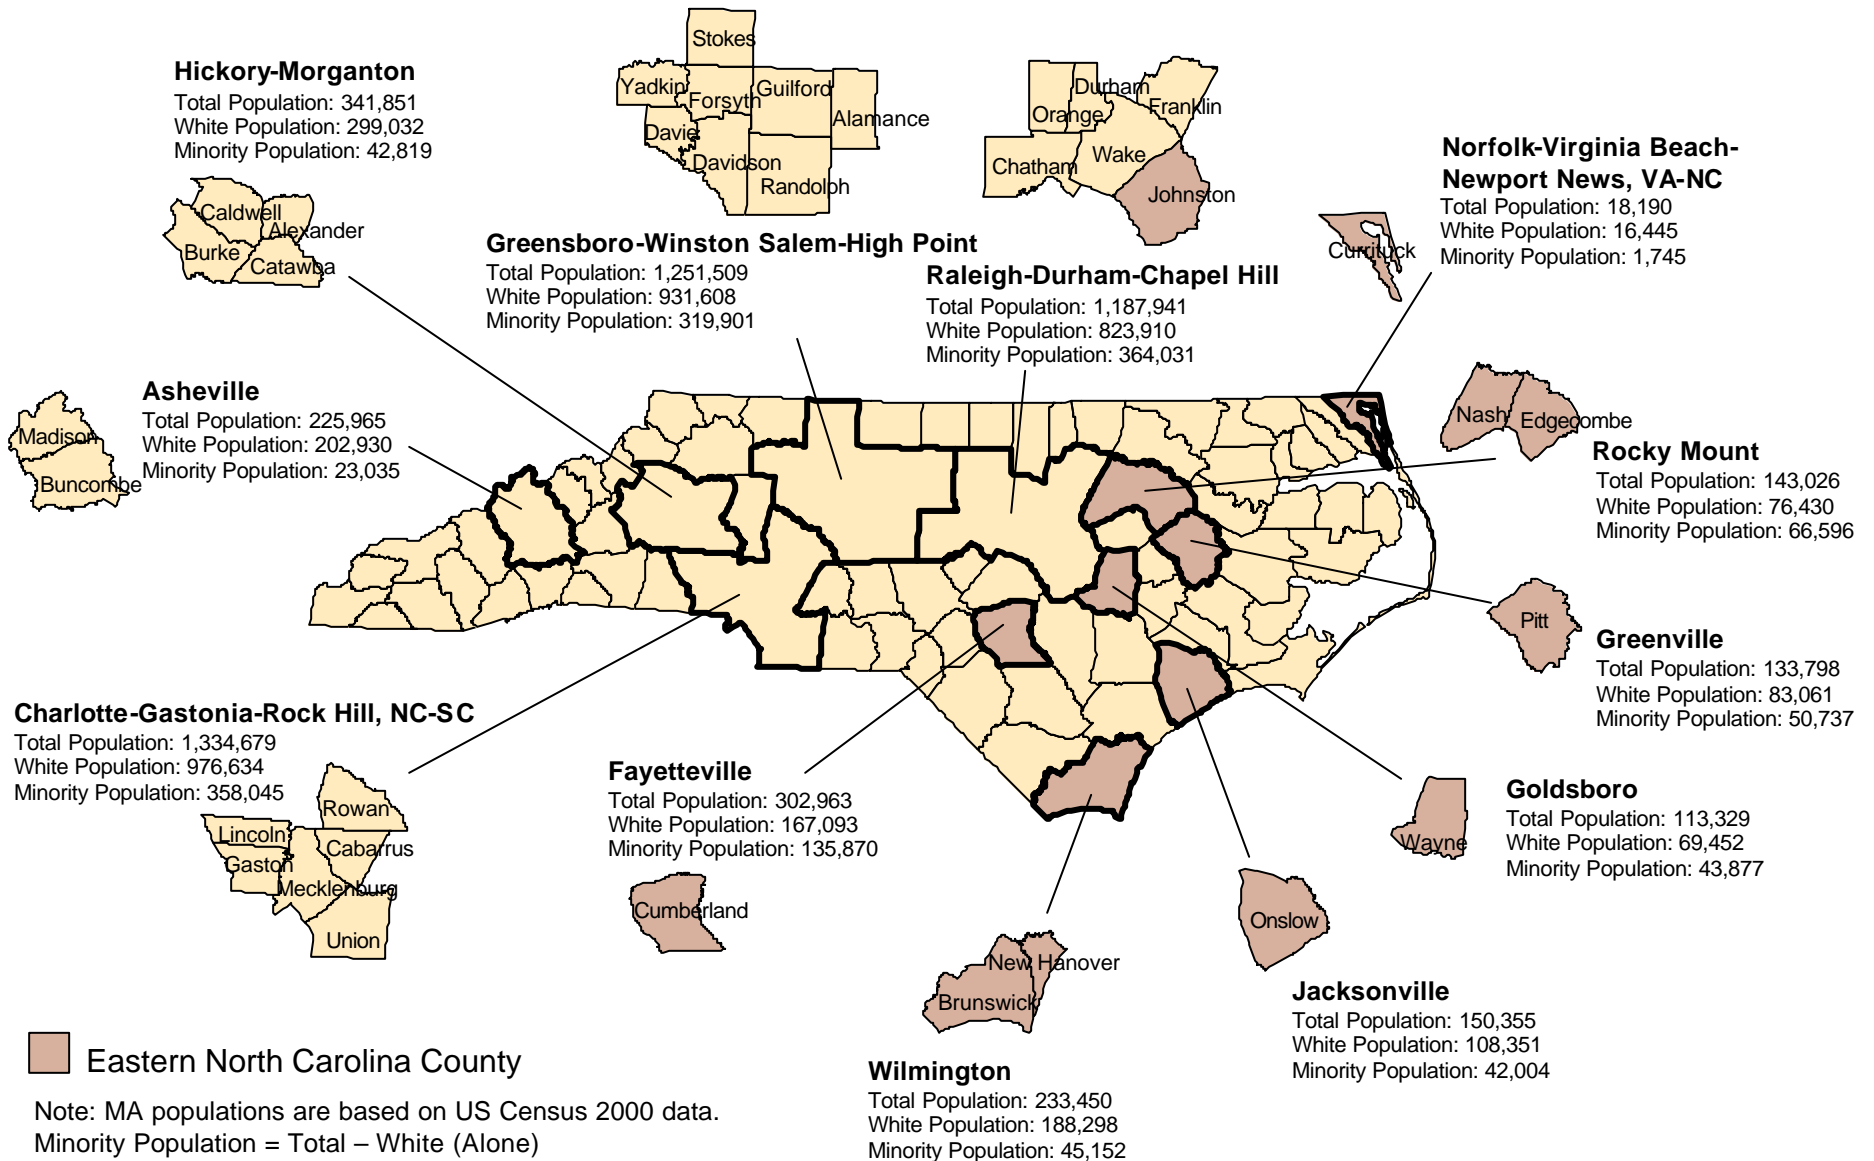 Stokes
Yadkin
Forsyth
Guilford
Alamance
Davie
Davidson
Randolph
Greensboro-Winston Salem-High Point
Total Population: 1,251,509
White Population: 931,608
Minority Population: 319,901
Hickory-Morganton
Total Population: 341,851
White Population: 299,032
Minority Population: 42,819
Caldwell
Alexander
Burke
Catawba
Durham
Franklin
Orange
Chatham
Wake
Johnston
Raleigh-Durham-Chapel Hill
Total Population: 1,187,941
White Population: 823,910
Minority Population: 364,031
Norfolk-Virginia Beach-
Newport News, VA-NC
Total Population: 18,190
White Population: 16,445
Minority Population: 1,745
Currituck
Asheville
Total Population: 225,965
White Population: 202,930
Minority Population: 23,035
Madison
Buncombe
Nash
Edgecombe
Rocky Mount
Total Population: 143,026
White Population: 76,430
Minority Population: 66,596
Pitt
Greenville
Total Population: 133,798
White Population: 83,061
Minority Population: 50,737
Charlotte-Gastonia-Rock Hill, NC-SC
Total Population: 1,334,679
White Population: 976,634
Minority Population: 358,045
Rowan
Lincoln
Cabarrus
Gaston
Mecklenburg
Union
Fayetteville
Total Population: 302,963
White Population: 167,093
Minority Population: 135,870
Cumberland
Goldsboro
Total Population: 113,329
White Population: 69,452
Minority Population: 43,877
Wayne
Onslow
Jacksonville
Total Population: 150,355
White Population: 108,351
Minority Population: 42,004
New Hanover
Brunswick
Wilmington
Total Population: 233,450
White Population: 188,298
Minority Population: 45,152
Eastern North Carolina County
Note: MA populations are based on US Census 2000 data.
Minority Population = Total – White (Alone)